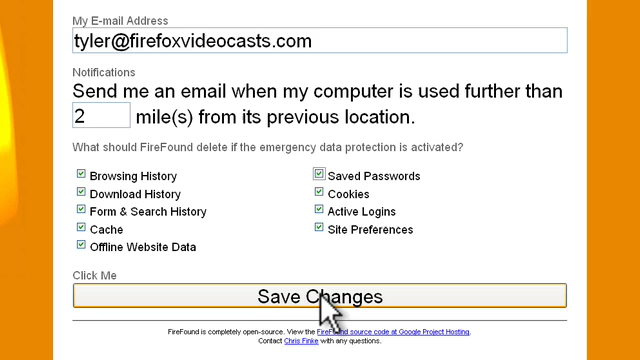 My E-mail Address
tyler@firefoxvideocasts.com
Notifications
Send me an email when my computer is used further than
2 mile(s) from its previous location.
What should FireFound delete if the emergency data protection is activated?
Browsing History Saved Passwords
Download History Cookies
Form & Search History Active Logins
Cache Site Preferences
Offline Website Data
Click Me
Save Changes
FireFound is completely open-source. View the FireFound source code at Google Project Hosting.
Contact Chris Finke with any questions.